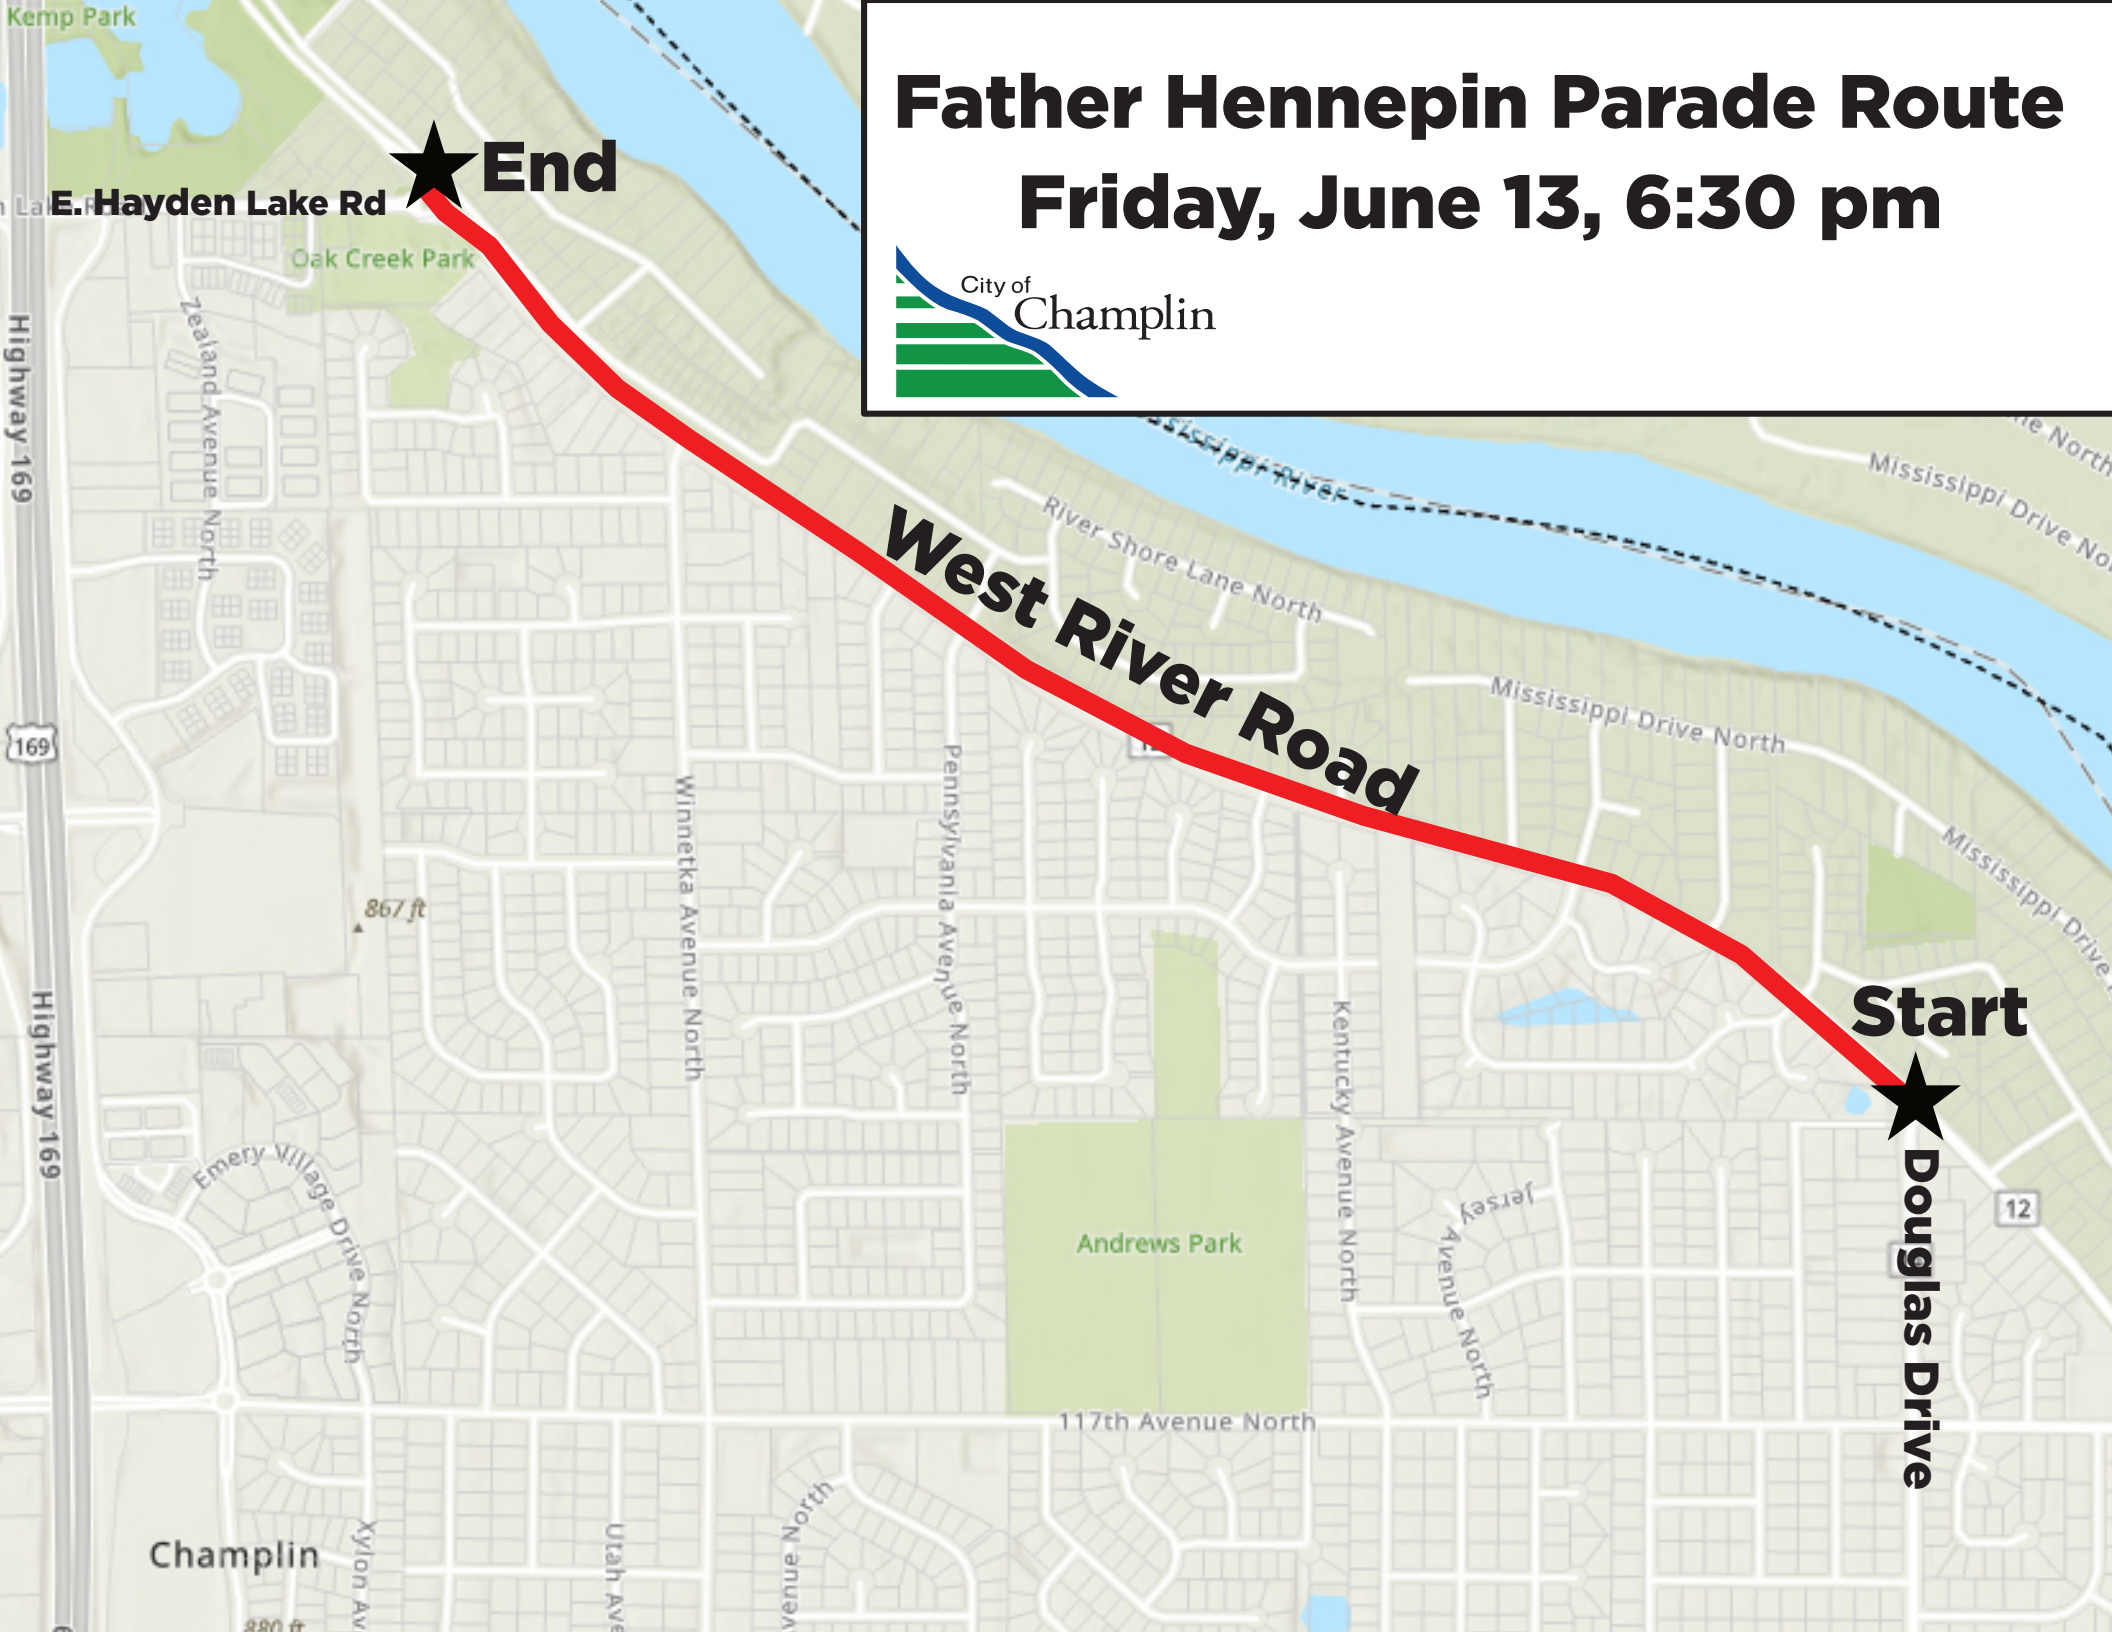 Kemp Park
Father Hennepin Parade Route
Friday, June 13, 6:30 pm
City of
Champlin
End
E. Hayden Lake Rd
Oak Creek Park
Zealand Avenue North
Highway 169
Mississippi River
Mississippi Drive
North
River Shore Lane North
West River Road
Mississippi Drive North
169
12
Pennsylvania Avenue North
Winnetka Avenue North
Mississippi Drive
867 ft
Start
Highway 169
Kentucky Avenue North
Emery Village Drive North
Jersey
Avenue North
Andrews Park
12
Douglas Drive
117th Avenue North
Champlin
Xylon Av
Utah Ave
North
880 ft